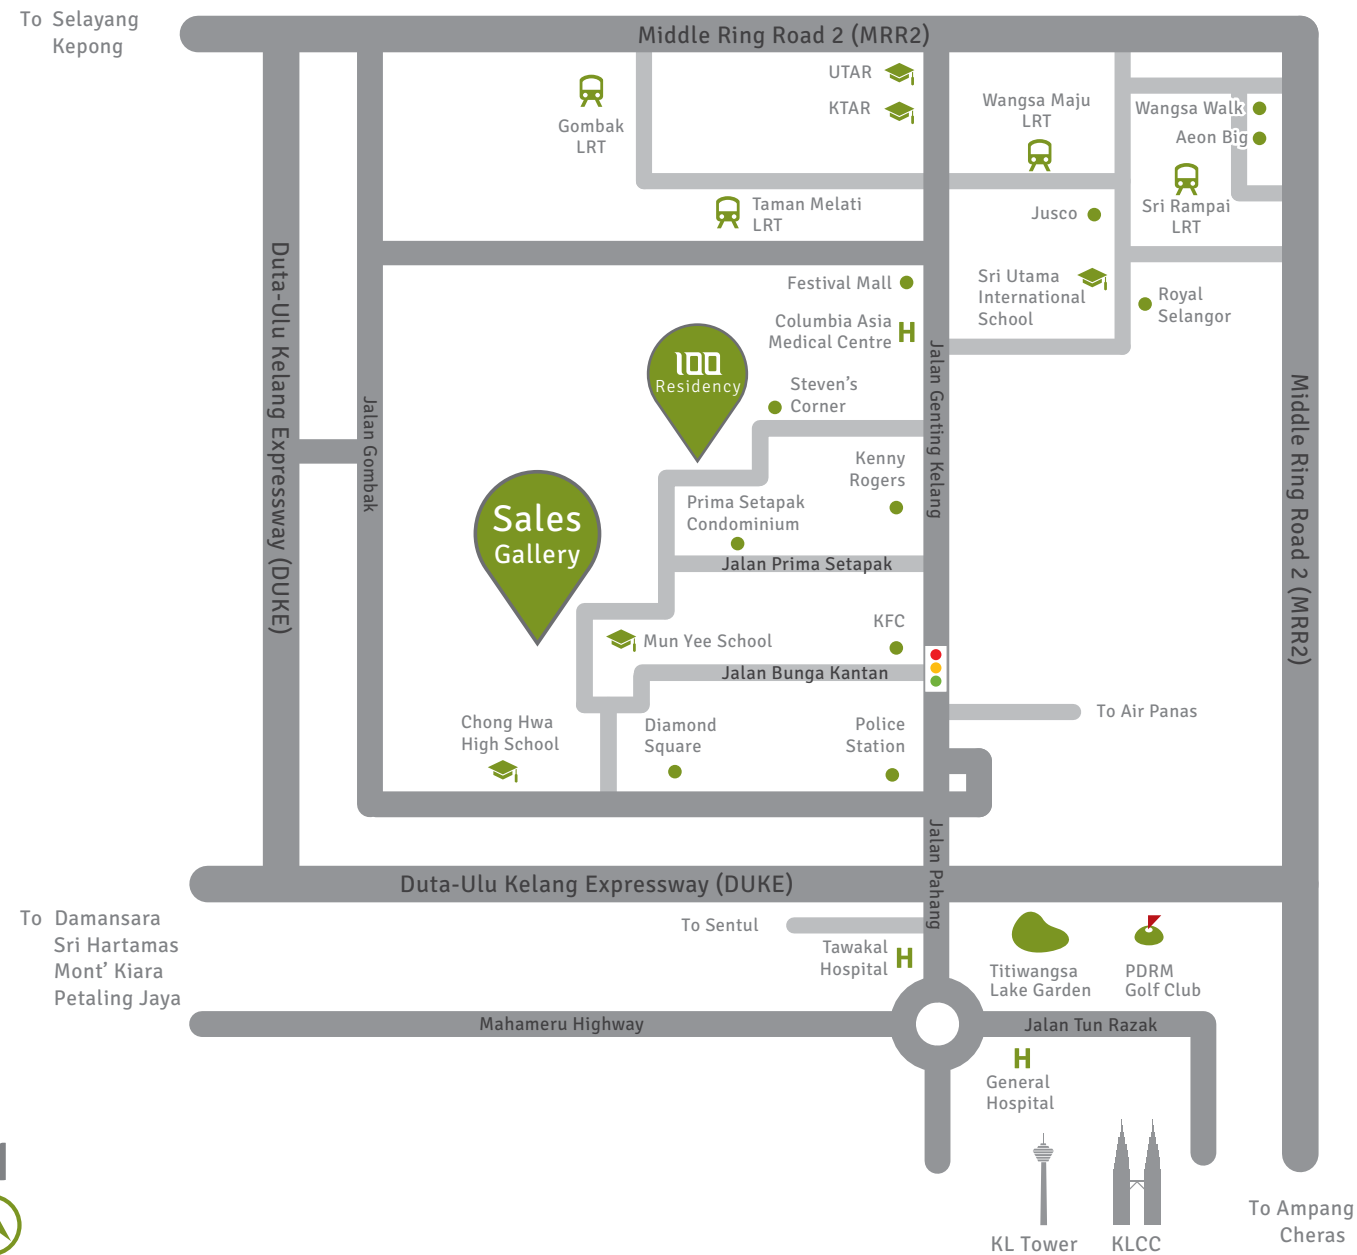 To Selayang
Kepong
Middle Ring Road 2 (MRR2)
UTAR
KTAR
Gombak
LRT
Wangsa Maju
LRT
Wangsa Walk
Aeon Big
Taman Melati
LRT
Jusco
Sri Rampai
LRT
Duta-Ulu Kelang Expressway (DUKE)
Jalan Gombak
Festival Mall
Columbia Asia
Medical Centre
H
Sri Utama
International
School
Royal
Selangor
Jalan Genting Kelang
Middle Ring Road 2 (MRR2)
100
Residency
Steven's
Corner
Kenny
Rogers
Sales
Gallery
Prima Setapak
Condominium
Jalan Prima Setapak
KFC
Mun Yee School
Jalan Bunga Kantan
To Air Panas
Chong Hwa
High School
Diamond
Square
Police
Station
Jalan Pahang
Duta-Ulu Kelang Expressway (DUKE)
To Damansara
Sri Hartamas
Mont' Kiara
Petaling Jaya
To Sentul
Tawakal
Hospital
H
Titiwangsa
Lake Garden
PDRM
Golf Club
Mahameru Highway
Jalan Tun Razak
H
General
Hospital
KL Tower
KLCC
To Ampang
Cheras